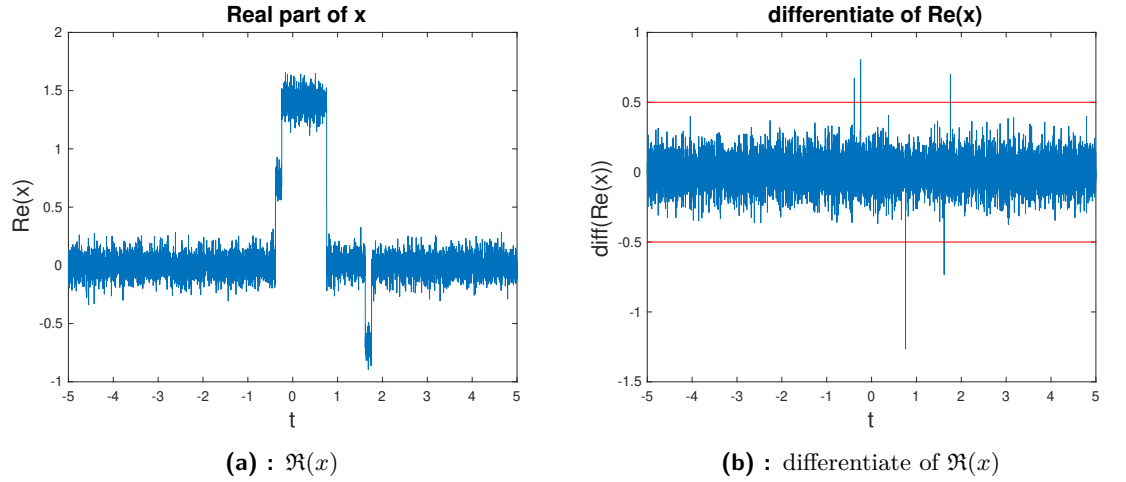 Real part of x
2
1.5
1
0.5
0
-0.5
-1
-5 -4 -3 -2 -1 0 1 2 3 4 5
Re(x)
t
(a) : ℜ(x)
differentiate of Re(x)
1
0.5
0
-0.5
-1
-1.5
-5 -4 -3 -2 -1 0 1 2 3 4 5
diff(Re(x))
t
(b) : differentiate of ℜ(x)